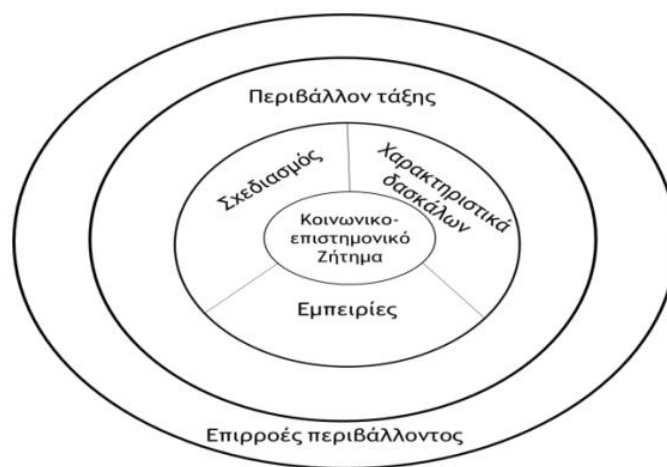 Περιβάλλον τάξης
Σχεδιασμός
Χαρακτηριστικά
δασκάλων
Κοινωνικο-
επιστημονικό
Ζήτημα
Εμπειρίες
Επιρροές περιβάλλοντος